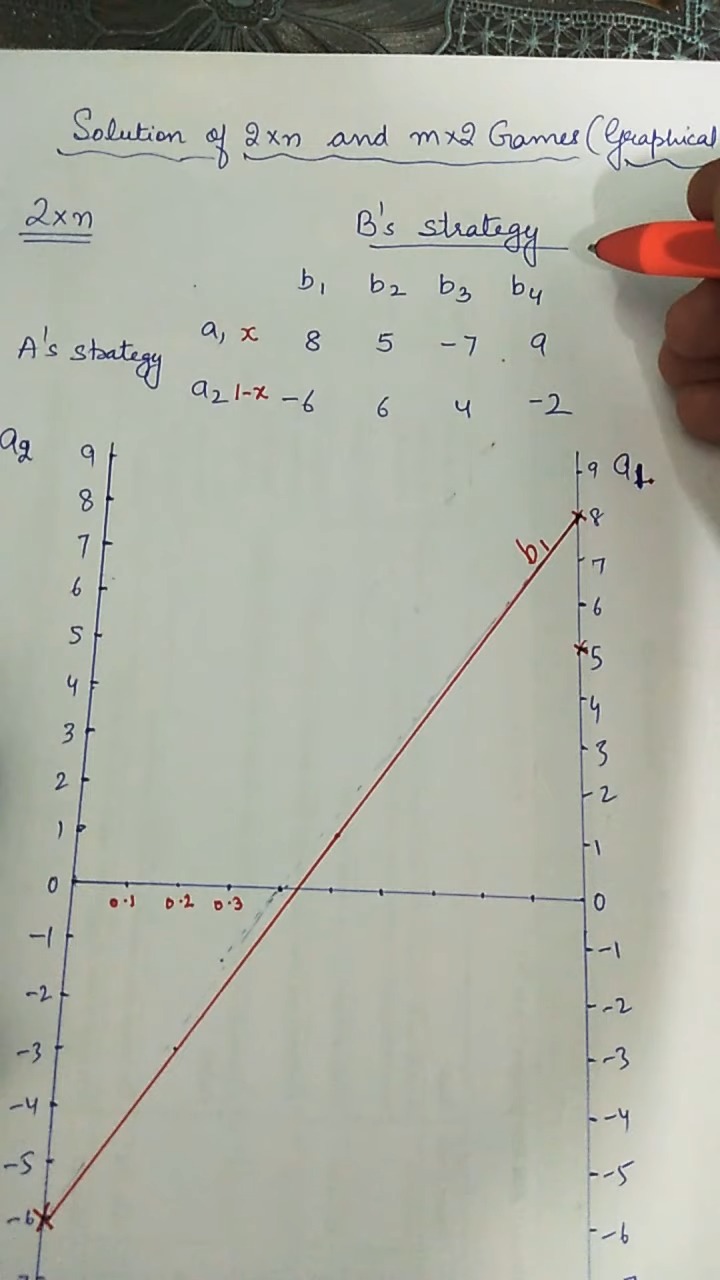 Solution of 2×n and m×2 Games (Graphical
2×n
B's strategy
b1 b2 b3 b4
A's strategy
a1 x 8 5 -7 9
a2 1-x -6 6 4 -2
a2 9 9 a1
8 8
b1
7 7
6 6
5 5
4 4
3 3
2 2
1 1
0 0.1 0.2 0.3 0
-1 -1
-2 -2
-3 -3
-4 -4
-5 -5
-6 -6